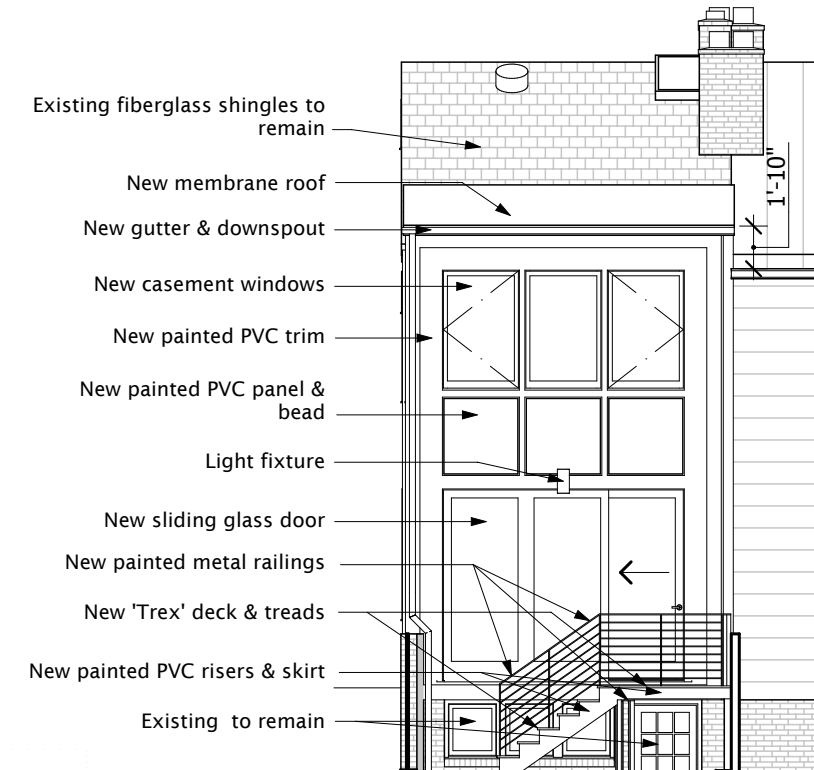 Existing fiberglass shingles to
remain
New membrane roof
1'-10"
New gutter & downspout
New casement windows
New painted PVC trim
New painted PVC panel &
bead
Light fixture
New sliding glass door
New painted metal railings
New 'Trex' deck & treads
New painted PVC risers & skirt
Existing to remain